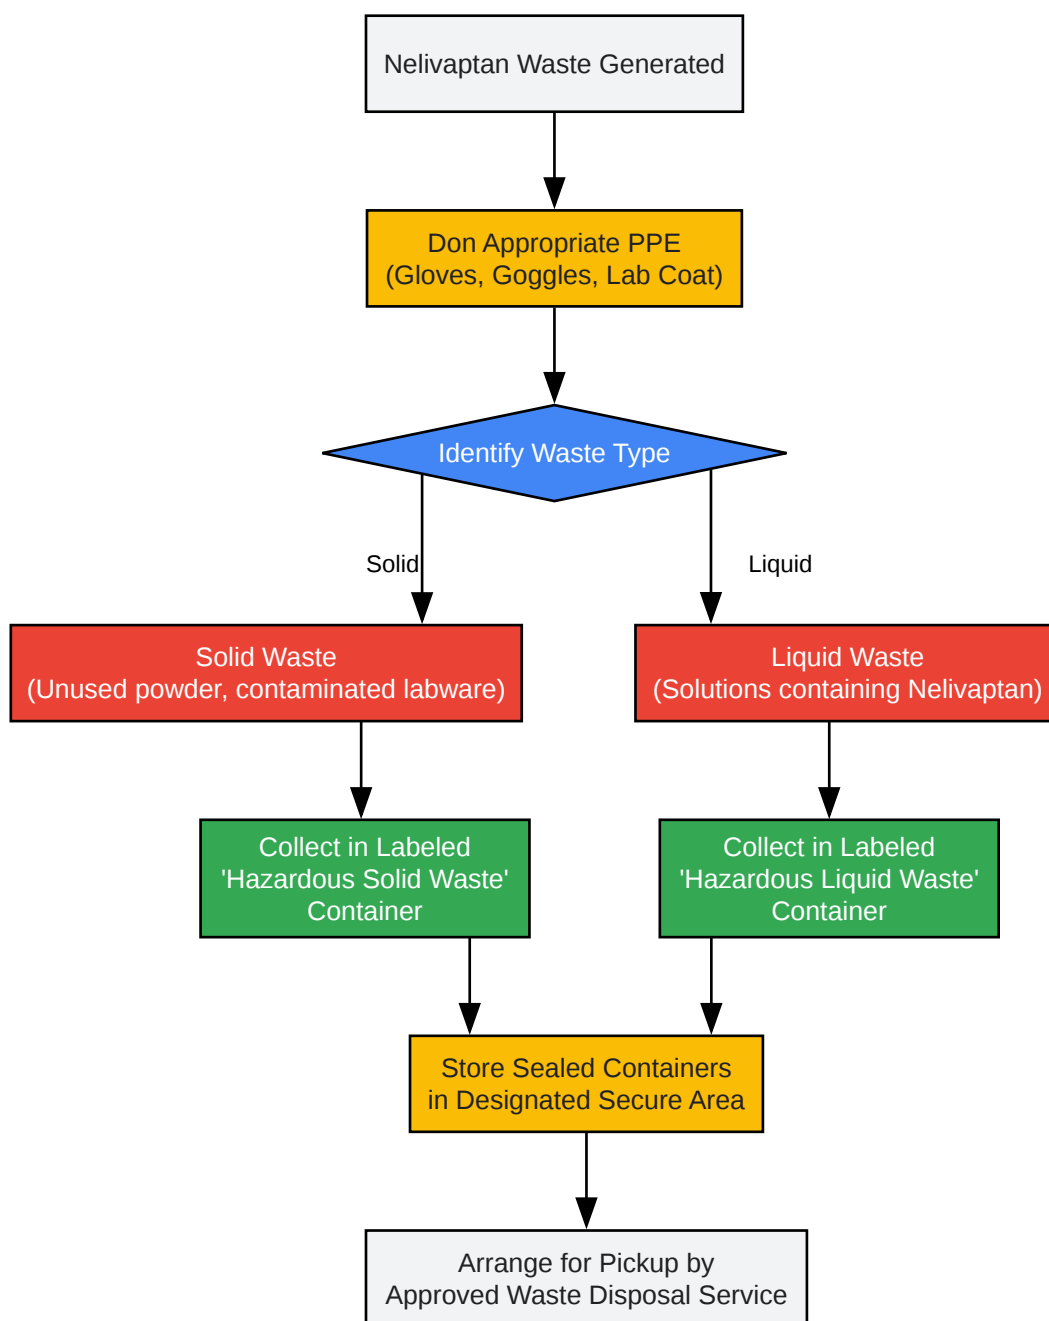 Nelivaptan Waste Generated
Don Appropriate PPE
(Gloves, Goggles, Lab Coat)
Identify Waste Type
Solid
Liquid
Solid Waste
(Unused powder, contaminated labware)
Liquid Waste
(Solutions containing Nelivaptan)
Collect in Labeled
'Hazardous Solid Waste'
Container
Collect in Labeled
'Hazardous Liquid Waste'
Container
Store Sealed Containers
in Designated Secure Area
Arrange for Pickup by
Approved Waste Disposal Service